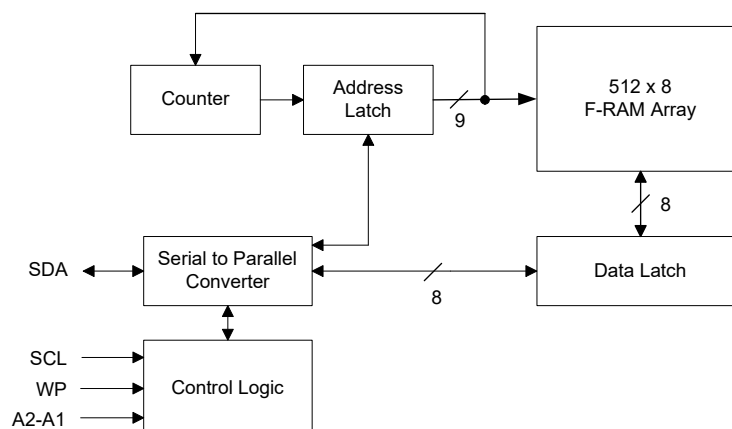 Counter
Address
Latch
9
512 x 8
F-RAM Array
8
SDA
Serial to Parallel
Converter
8
Data Latch
SCL
WP
A2-A1
Control Logic